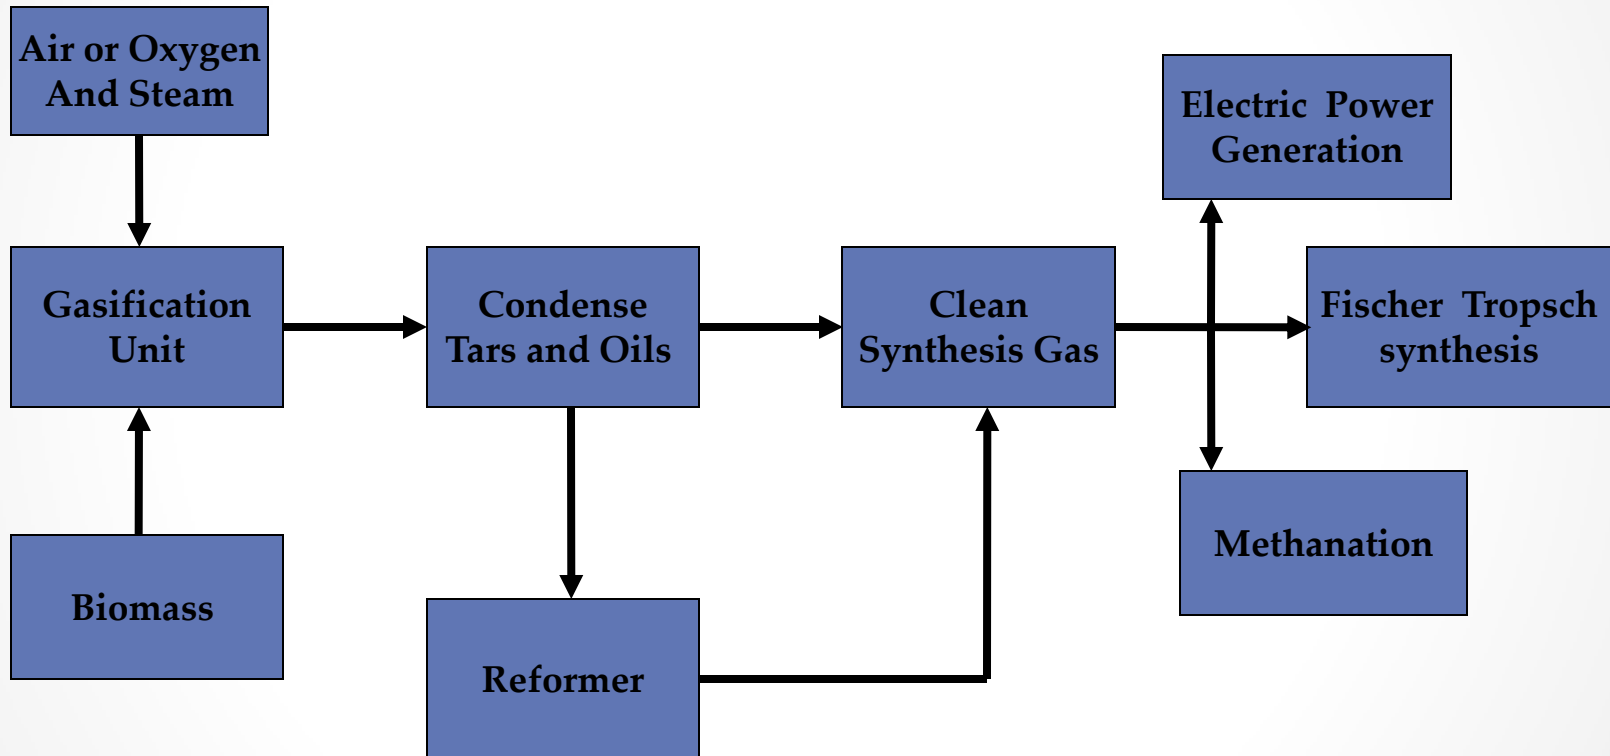 Air or Oxygen
And Steam
Electric Power
Generation
Gasification
Unit
Condense
Tars and Oils
Clean
Synthesis Gas
Fischer Tropsch
synthesis
Methanation
Biomass
Reformer